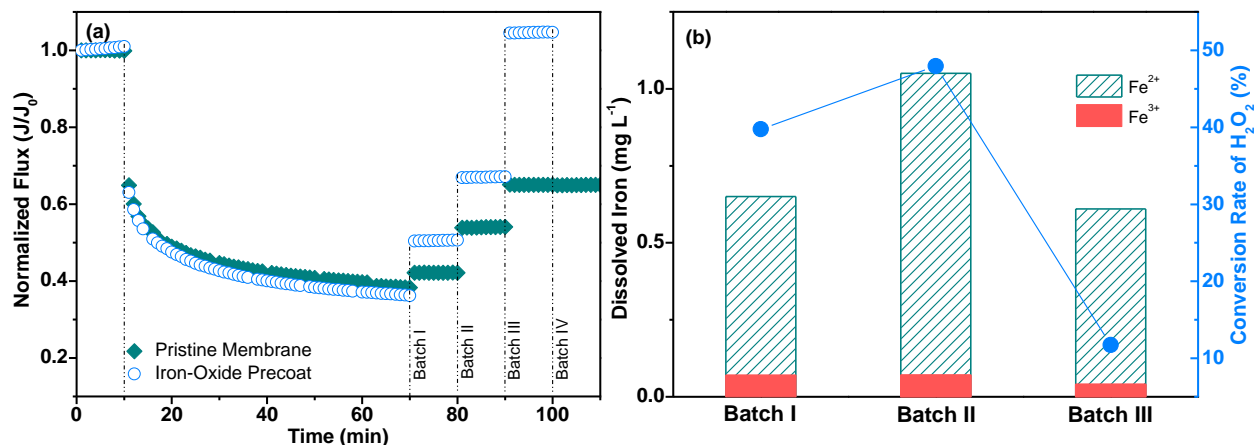 (a)
1.0
0.8
0.6
0.4
0.2
Normalized Flux (J/J₀)
Pristine Membrane
Iron-Oxide Precoat
Batch I
Batch II
Batch III
Batch IV
0
20
40
60
80
100
Time (min)
(b)
1.0
0.5
0.0
Dissolved Iron (mg L⁻¹)
Fe²⁺
Fe³⁺
50
40
30
20
10
Conversion Rate of H₂O₂ (%)
Batch I
Batch II
Batch III